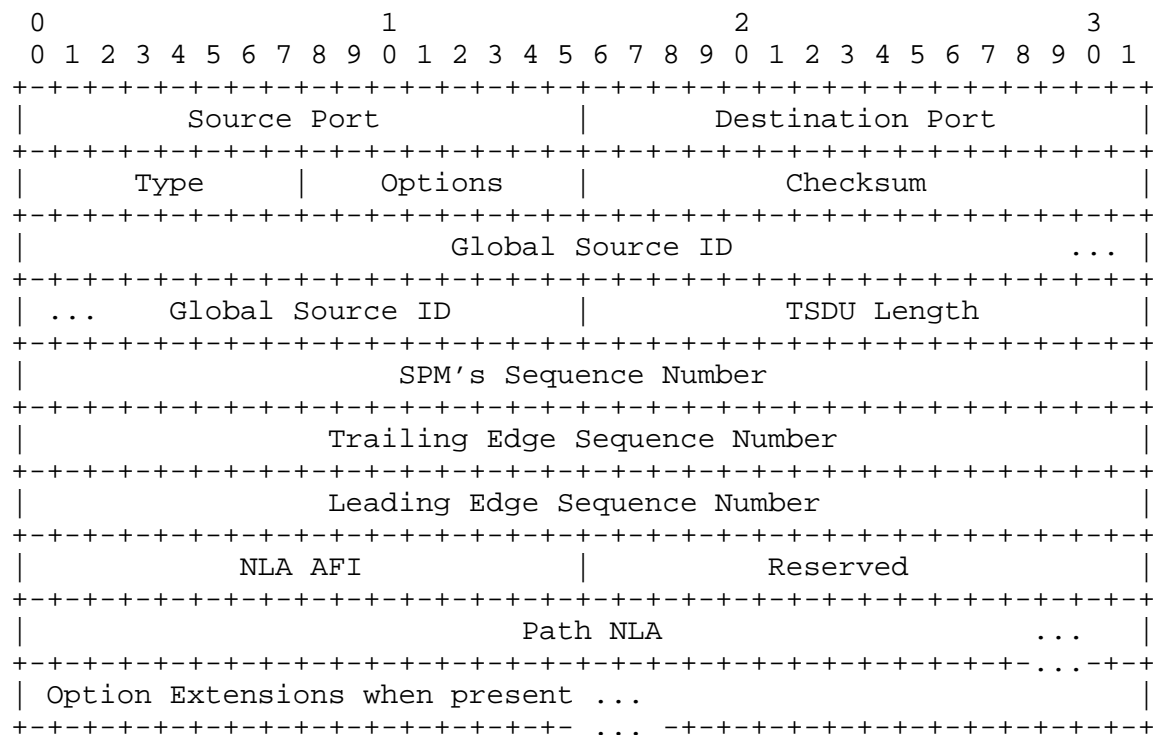 0                   1                   2                   3
 0 1 2 3 4 5 6 7 8 9 0 1 2 3 4 5 6 7 8 9 0 1 2 3 4 5 6 7 8 9 0 1
+-+-+-+-+-+-+-+-+-+-+-+-+-+-+-+-+-+-+-+-+-+-+-+-+-+-+-+-+-+-+-+-+
|         Source Port           |       Destination Port        |
+-+-+-+-+-+-+-+-+-+-+-+-+-+-+-+-+-+-+-+-+-+-+-+-+-+-+-+-+-+-+-+-+
|      Type     |    Options    |           Checksum            |
+-+-+-+-+-+-+-+-+-+-+-+-+-+-+-+-+-+-+-+-+-+-+-+-+-+-+-+-+-+-+-+-+
|                        Global Source ID                   ... |
+-+-+-+-+-+-+-+-+-+-+-+-+-+-+-+-+-+-+-+-+-+-+-+-+-+-+-+-+-+-+-+-+
| ...    Global Source ID       |           TSDU Length         |
+-+-+-+-+-+-+-+-+-+-+-+-+-+-+-+-+-+-+-+-+-+-+-+-+-+-+-+-+-+-+-+-+
|                     SPM's Sequence Number                     |
+-+-+-+-+-+-+-+-+-+-+-+-+-+-+-+-+-+-+-+-+-+-+-+-+-+-+-+-+-+-+-+-+
|                 Trailing Edge Sequence Number                 |
+-+-+-+-+-+-+-+-+-+-+-+-+-+-+-+-+-+-+-+-+-+-+-+-+-+-+-+-+-+-+-+-+
|                 Leading Edge Sequence Number                  |
+-+-+-+-+-+-+-+-+-+-+-+-+-+-+-+-+-+-+-+-+-+-+-+-+-+-+-+-+-+-+-+-+
|            NLA AFI            |          Reserved             |
+-+-+-+-+-+-+-+-+-+-+-+-+-+-+-+-+-+-+-+-+-+-+-+-+-+-+-+-+-+-+-+-+
|                            Path NLA                     ...   |
+-+-+-+-+-+-+-+-+-+-+-+-+-+-+-+-+-+-+-+-+-+-+-+-+-+-+-+-+-...-+-+
| Option Extensions when present ...                            |
+-+-+-+-+-+-+-+-+-+-+-+-+-+-+-+- ... -+-+-+-+-+-+-+-+-+-+-+-+-+-+